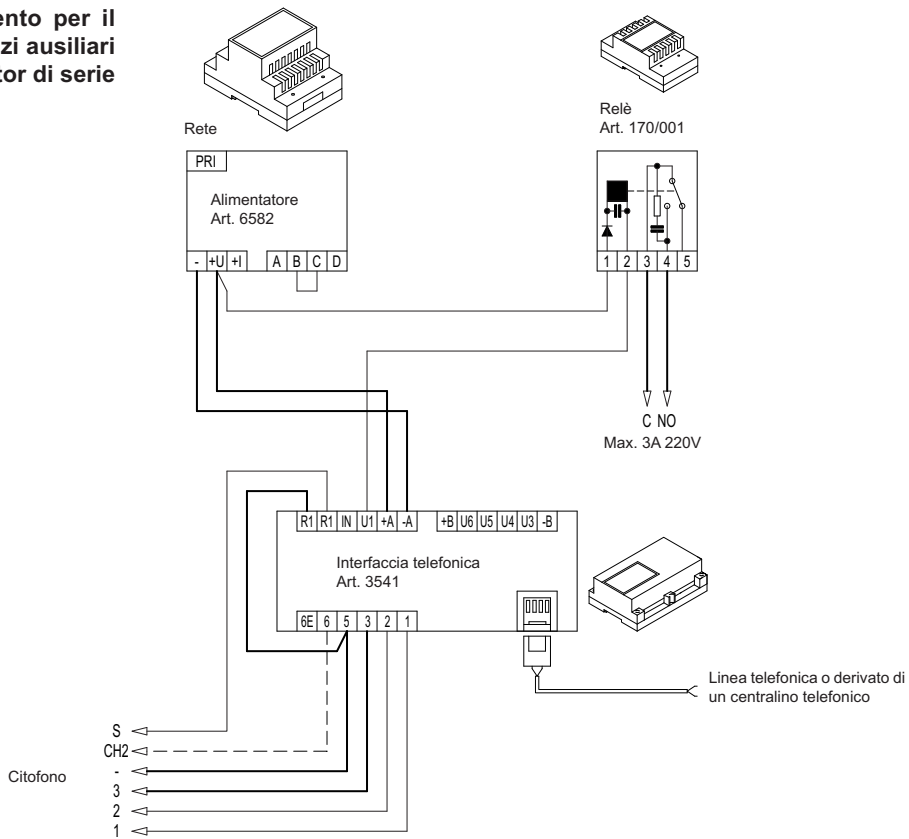 ento per il
zi ausiliari
tor di serie
Rete
Relè
Art. 170/001
PRI
Alimentatore
Art. 6582
- +U +I A B C D
1 2 3 4 5
C NO
Max. 3A 220V
R1 R1 IN U1 +A -A +B U6 U5 U4 U3 -B
Interfaccia telefonica
Art. 3541
6E 6 5 3 2 1
Linea telefonica o derivato di
un centralino telefonico
Citofono
S
CH2
-
3
2
1